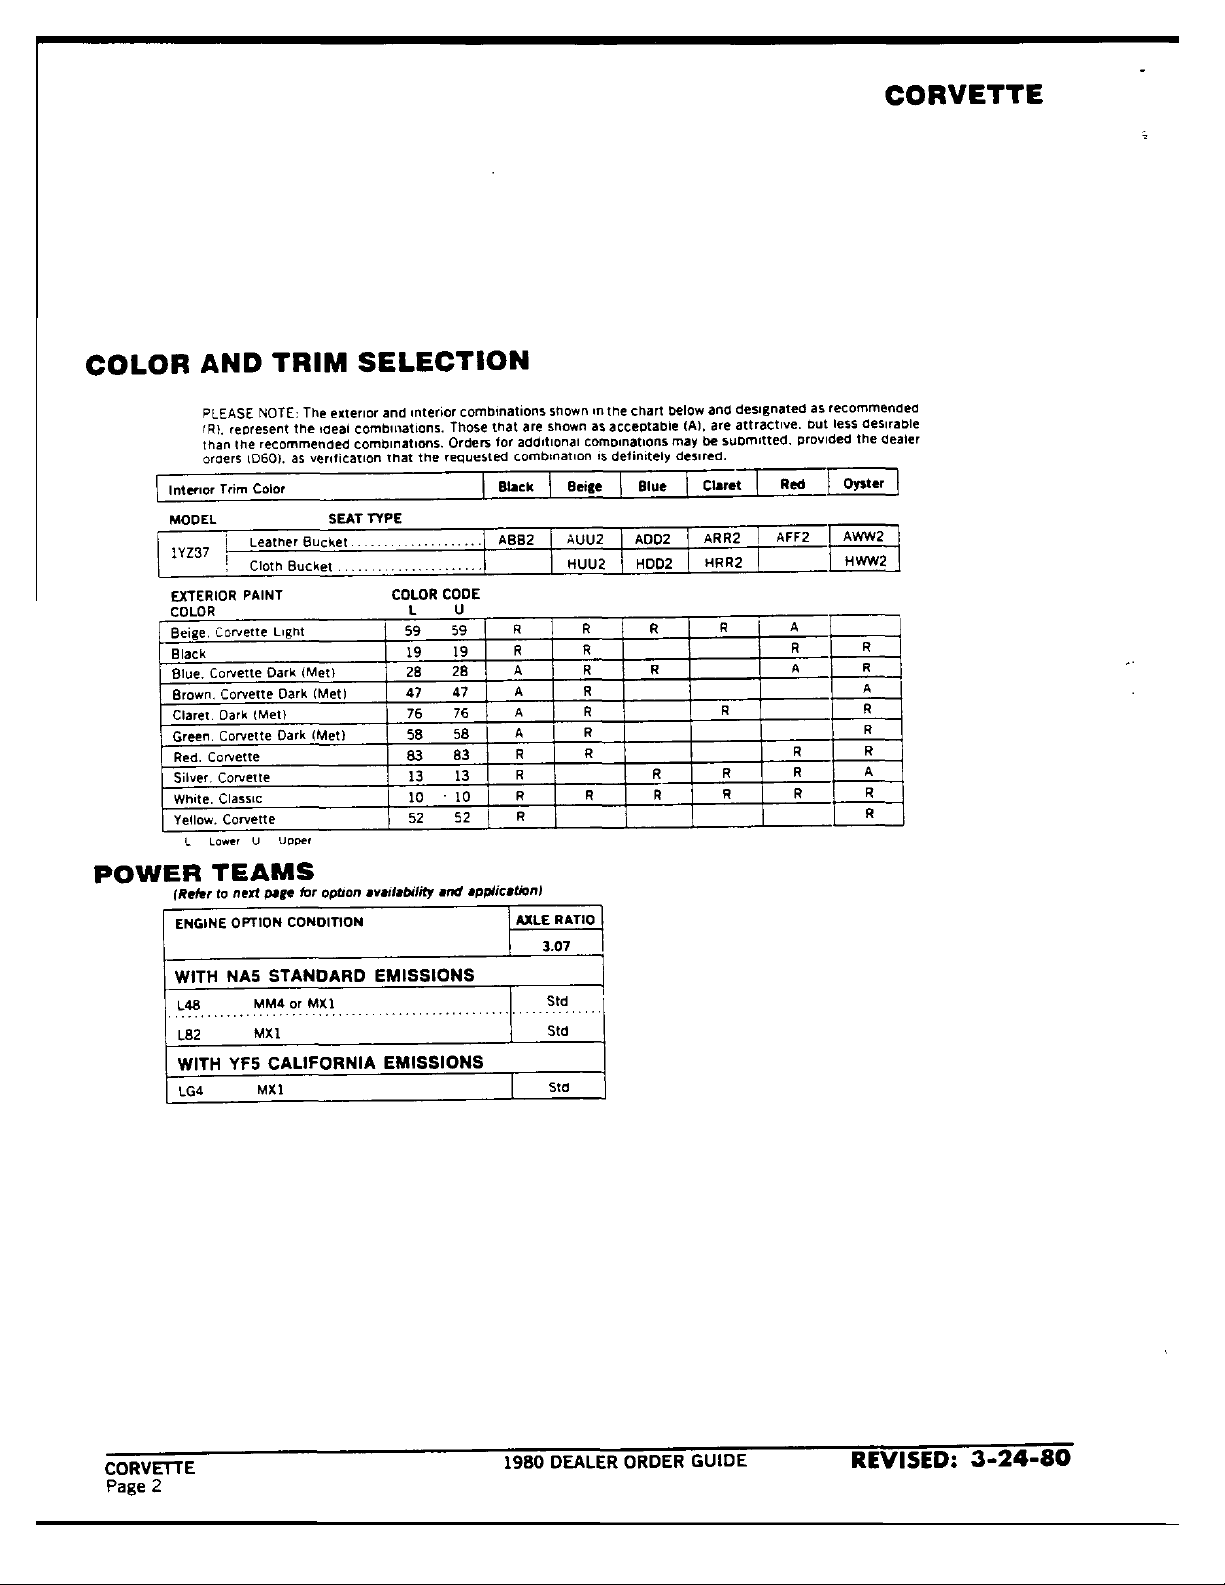 CORVETTE
COLOR AND TRIM SELECTION
PLEASE NOTE: The exterior and interior combinations shown in the chart below and designated as recommended
(R), represent the ideal combinations. Those that are shown as acceptable (A), are attractive, but less desirable
than the recommended combinations. Orders for additional combinations may be submitted, provided the dealer
orders (D60), as verification that the requested combination is definitely desired.
Interior Trim Color Black Beige Blue Claret Red Oyster
MODEL SEAT TYPE
1YZ37 Leather Bucket.................... ABB2 AUU2 ADD2 ARR2 AFF2 AWW2
Cloth Bucket ...................... HUU2 HDD2 HRR2 HWW2
EXTERIOR PAINT COLOR CODE
COLOR L U
Beige, Corvette Light 59 59 R R R R A
Black 19 19 R R R R
Blue, Corvette Dark (Met) 28 28 A R R A R
Brown, Corvette Dark (Met) 47 47 A R A
Claret, Dark (Met) 76 76 A R R R
Green, Corvette Dark (Met) 58 58 A R R
Red, Corvette 83 83 R R R R
Silver, Corvette 13 13 R R R R A
White, Classic 10 10 R R R R R R
Yellow, Corvette 52 52 R R
L Lower U Upper
POWER TEAMS
(Refer to next page for option availability and application)
ENGINE OPTION CONDITION AXLE RATIO
3.07
WITH NA5 STANDARD EMISSIONS
L48 MM4 or MX1 Std
L82 MX1 Std
WITH YF5 CALIFORNIA EMISSIONS
LG4 MX1 Std
CORVETTE 1980 DEALER ORDER GUIDE REVISED: 3-24-80
Page 2